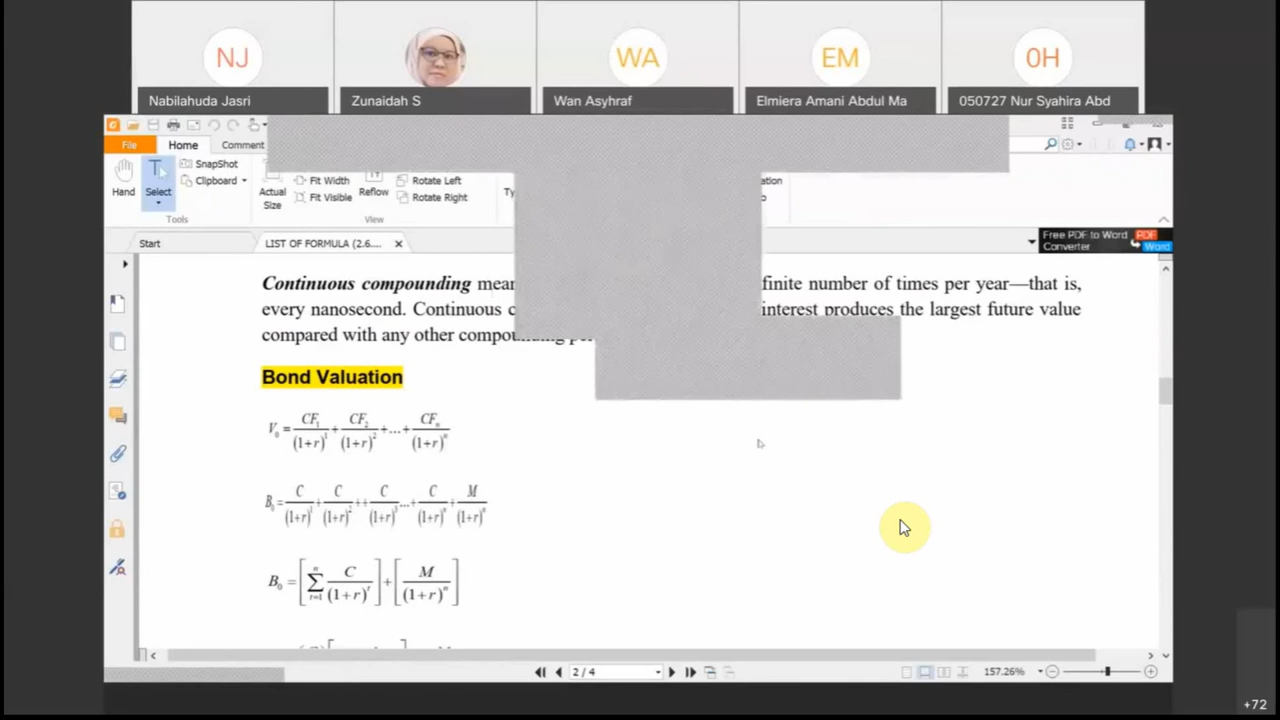 NJ
WA
EM
0H
Nabilahuda Jasri
Zunaidah S
Wan Asyhraf
Elmiera Amani Abdul Ma
050727 Nur Syahira Abd
File
Home
Comment
SnapShot
Clipboard
Hand
Select
Tools
Actual
Size
Fit Width
Fit Visible
Reflow
Rotate Left
Rotate Right
View
Start
LIST OF FORMULA (2.6....
Free PDF to Word
Converter
PDF
Word
Continuous compounding finite number of times per year—that is,
every nanosecond. Continuous interest produces the largest future value
compared with any other
Bond Valuation
V₀ = CF₁/(1+r)¹ + CF₂/(1+r)² +...+ CFₙ/(1+r)ⁿ
B₀ = C/(1+r)¹ + C/(1+r)² ++ C/(1+r)³ ...+ C/(1+r)ⁿ + M/(1+r)ⁿ
B₀ = [∑ⁿₜ₌₁ C/(1+r)ᵗ] + [M/(1+r)ⁿ]
2 / 4
157.26%
+72